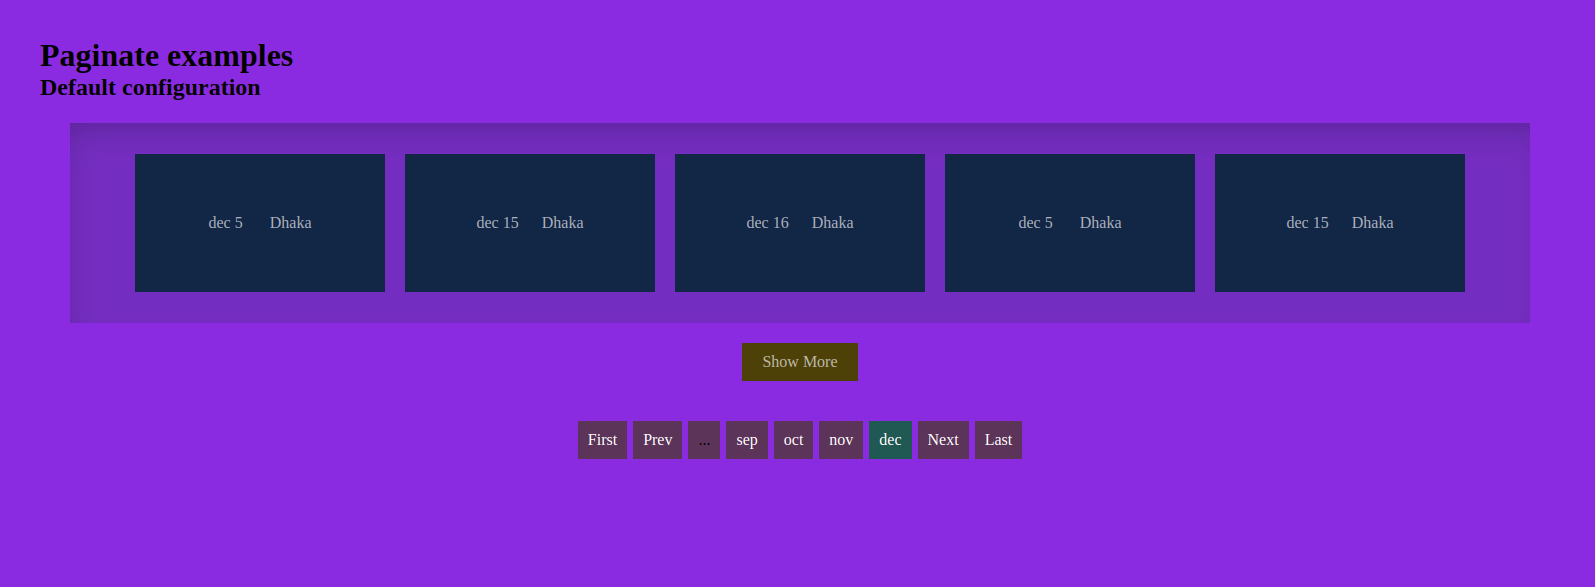 Paginate examples
Default configuration
dec 5 Dhaka
dec 15 Dhaka
dec 16 Dhaka
dec 5 Dhaka
dec 15 Dhaka
Show More
First Prev ... sep oct nov dec Next Last